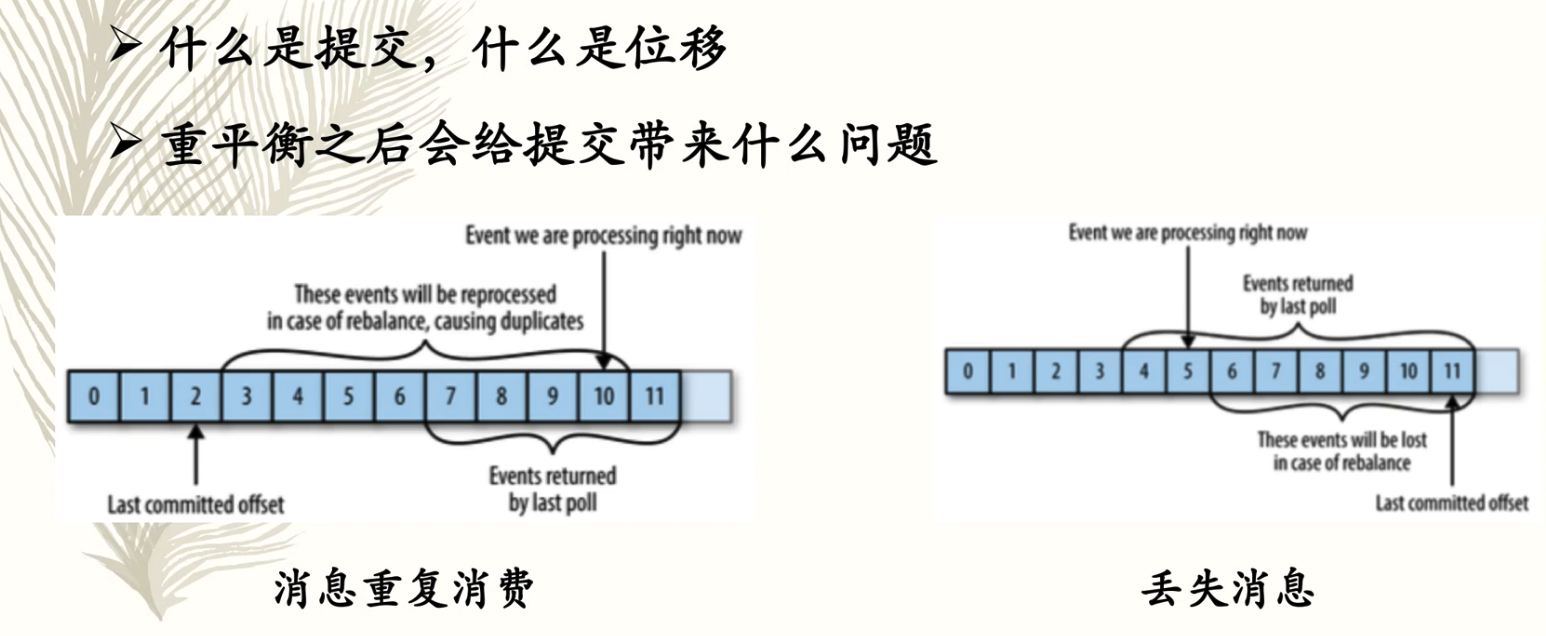 ➢ 什么是提交，什么是位移
➢ 重平衡之后会给提交带来什么问题
Event we are processing right now
These events will be reprocessed
in case of rebalance, causing duplicates
0 1 2 3 4 5 6 7 8 9 10 11
Events returned
by last poll
Last committed offset
消息重复消费
Event we are processing right now
Events returned
by last poll
0 1 2 3 4 5 6 7 8 9 10 11
These events will be lost
in case of rebalance
Last committed offset
丢失消息